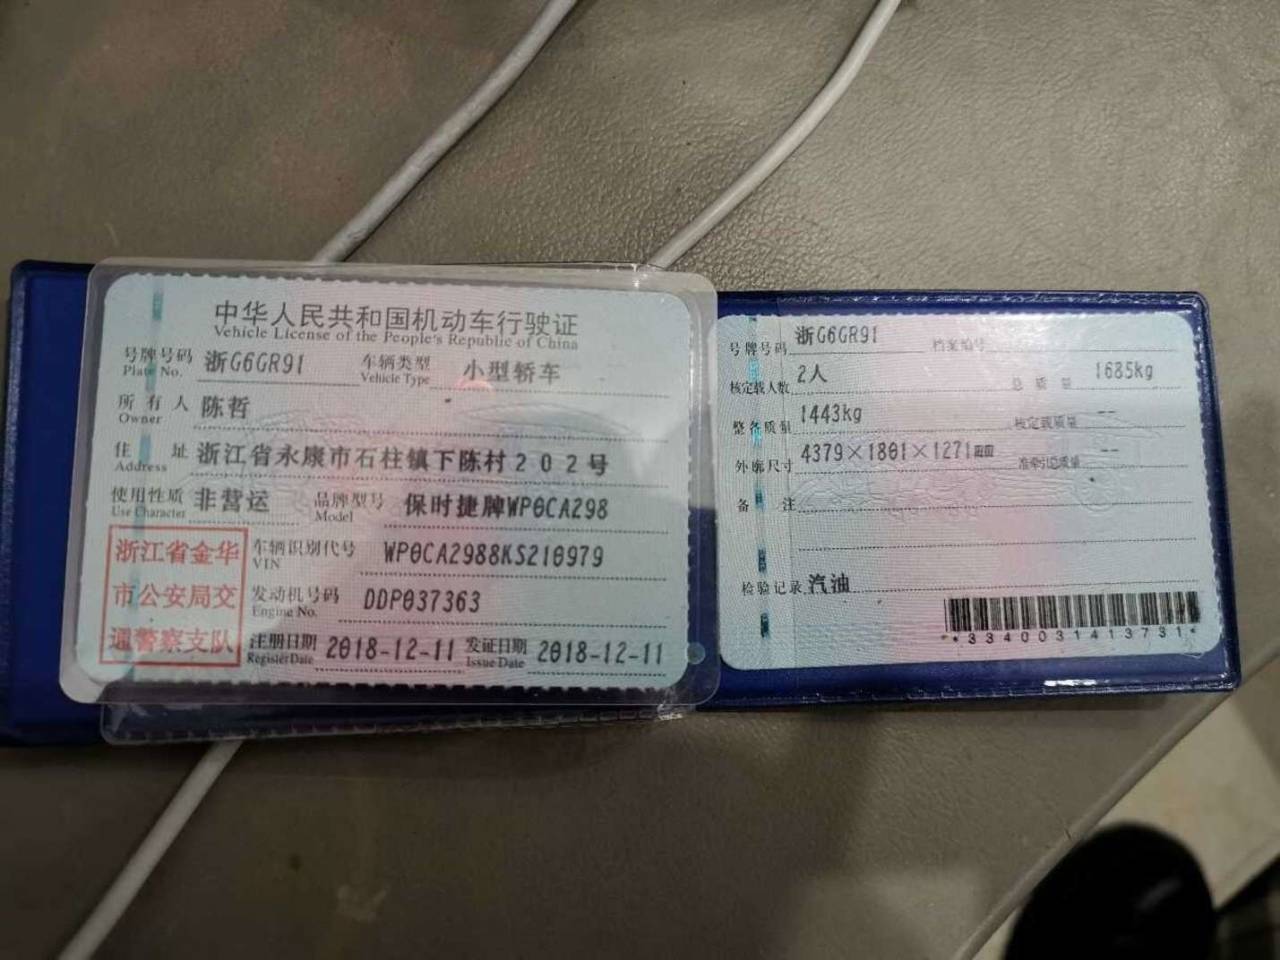 中华人民共和国机动车行驶证
Vehicle License of the People's Republic of China
号牌号码 浙G6GR91 车辆类型 小型轿车
Plate No. Vehicle Type
所有人 陈哲
Owner
住址 浙江省永康市石柱镇下陈村202号
Address
使用性质 非营运 品牌型号 保时捷牌WP0CA298
Use Character Model
浙江省金华
市公安局交
通警察支队
车辆识别代号 WP0CA2988KS210979
VIN
发动机号码 DDP037363
Engine No.
注册日期 2018-12-11 发证日期 2018-12-11
Register Date Issue Date
号牌号码 浙G6GR91 档案编号
核定载人数 2人 总质量 1685kg
整备质量 1443kg 核定载质量 --
外廓尺寸 4379×1801×1271mm 准牵引总质量 --
备注
检验记录 汽油
*3340031413731*